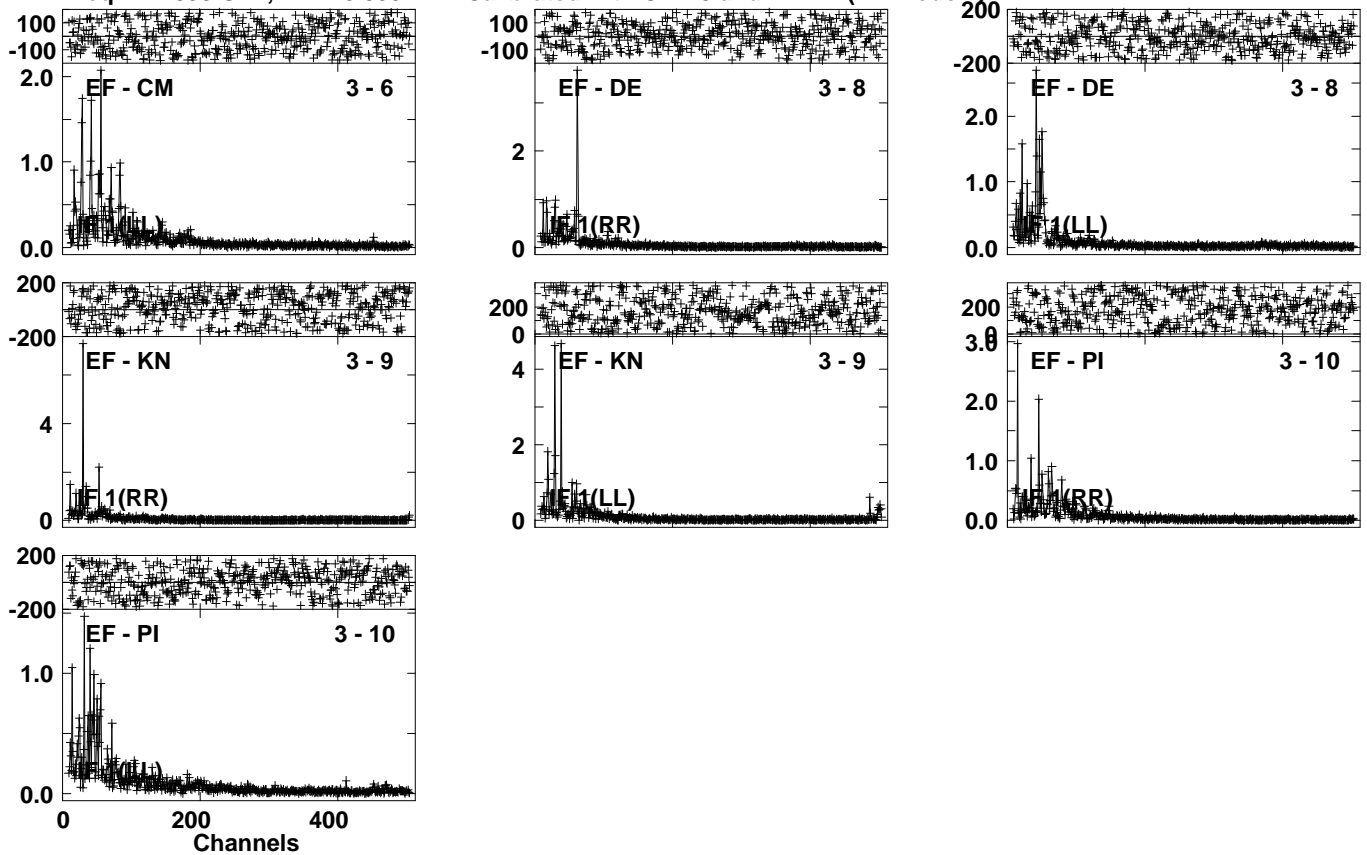 100
-100
2.0
1.0
0.0
EF - CM 3 - 6
IF 1(LL)
100
-100
2
0
EF - DE 3 - 8
IF 1(RR)
200
-200
2.0
1.0
0.0
EF - DE 3 - 8
IF 1(LL)
200
-200
4
0
EF - KN 3 - 9
IF 1(RR)
200
0
4
2
0
EF - KN 3 - 9
IF 1(LL)
200
0
3.0
2.0
1.0
0.0
EF - PI 3 - 10
IF 1(RR)
200
-200
1.0
0.0
EF - PI 3 - 10
IF 1(LL)
0 200 400
Channels